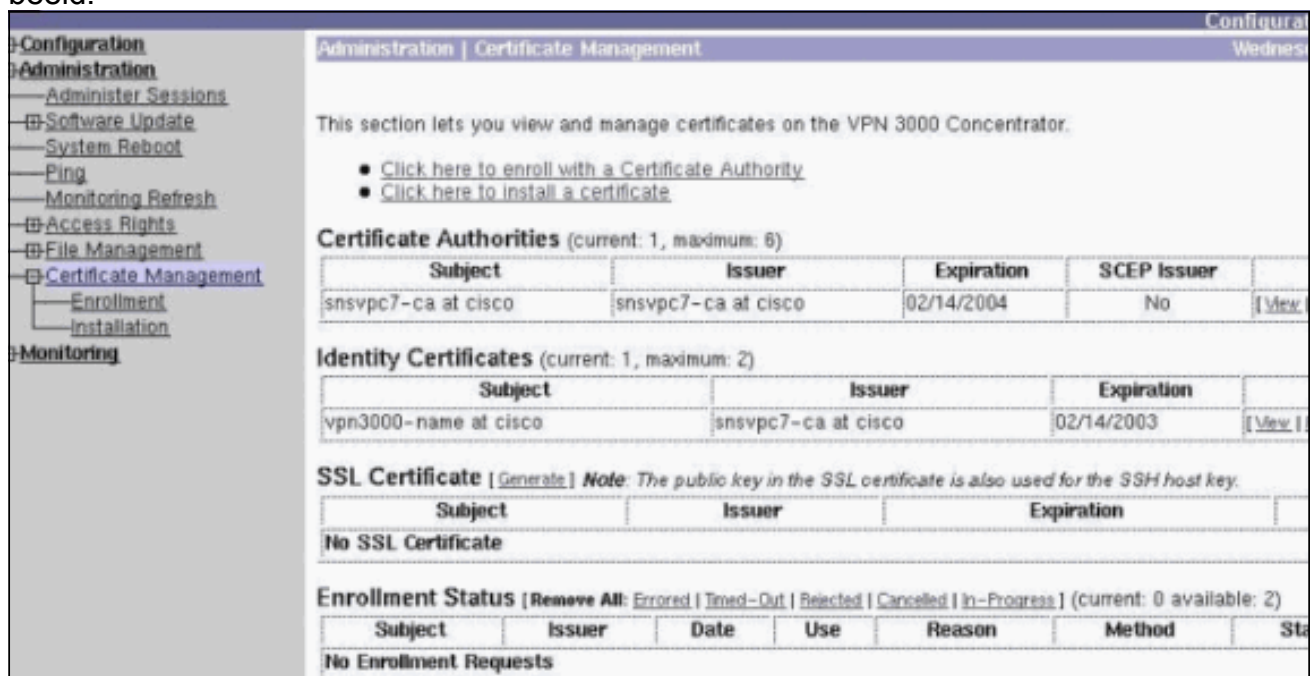 Configuration
Administration
Administer Sessions
Software Update
System Reboot
Ping
Monitoring Refresh
Access Rights
File Management
Certificate Management
Enrollment
Installation
Monitoring
Administration | Certificate Management
This section lets you view and manage certificates on the VPN 3000 Concentrator.
Click here to enroll with a Certificate Authority
Click here to install a certificate
Certificate Authorities (current: 1, maximum: 6)
Subject Issuer Expiration SCEP Issuer
snsvpc7-ca at cisco snsvpc7-ca at cisco 02/14/2004 No [ View |
Identity Certificates (current: 1, maximum: 2)
Subject Issuer Expiration
vpn3000-name at cisco snsvpc7-ca at cisco 02/14/2003 [ View |
SSL Certificate [ Generate ] Note: The public key in the SSL certificate is also used for the SSH host key.
Subject Issuer Expiration
No SSL Certificate
Enrollment Status [ Remove All: Errored | Timed-Out | Rejected | Cancelled | In-Progress ] (current: 0 available: 2)
Subject Issuer Date Use Reason Method
No Enrollment Requests